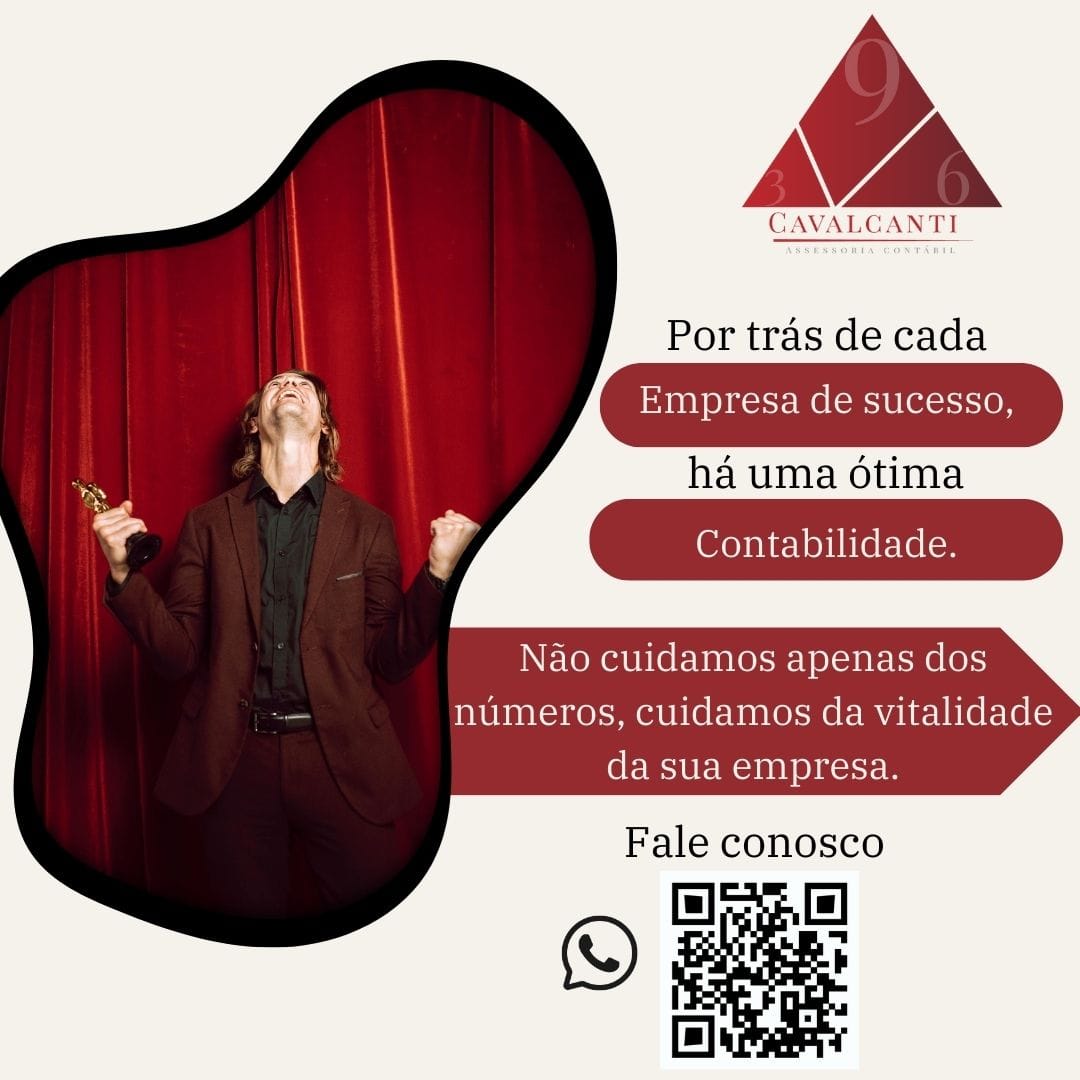 9
3
6
CAVALCANTI
ASSESSORIA CONTÁBIL
Por trás de cada
Empresa de sucesso,
há uma ótima
Contabilidade.
Não cuidamos apenas dos
números, cuidamos da vitalidade
da sua empresa.
Fale conosco